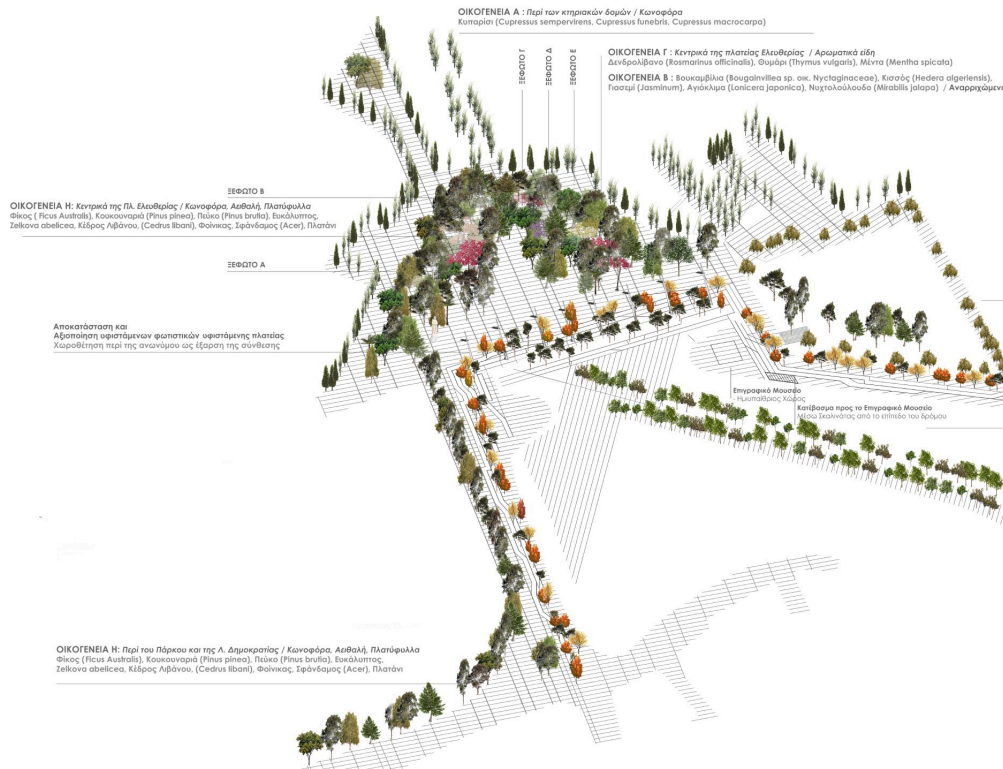 ΟΙΚΟΓΕΝΕΙΑ Α : Περί των κτηριακών δομών / Κωνοφόρα
Κυπαρίσι (Cupressus sempervirens, Cupressus funebris, Cupressus macrocarpa)
ΞΕΦΩΤΟ Γ
ΞΕΦΩΤΟ Δ
ΞΕΦΩΤΟ Ε
ΟΙΚΟΓΕΝΕΙΑ Γ : Κεντρικά της πλατείας Ελευθερίας / Αρωματικά είδη
Δενδρολίβανο (Rosmarinus officinalis), Θυμάρι (Thymus vulgaris), Μέντα (Mentha spicata)
ΟΙΚΟΓΕΝΕΙΑ Β : Βουκαμβίλια (Bougainvillea sp. οικ. Nyctaginaceae), Κισσός (Hedera algeriensis),
Γιασεμί (Jasminum), Αγιόκλιμα (Lonicera japonica), Νυχτολούλουδο (Mirabilis jalapa) / Αναρριχώμενα
ΞΕΦΩΤΟ Β
ΟΙΚΟΓΕΝΕΙΑ Η: Κεντρικά της Πλ. Ελευθερίας / Κωνοφόρα, Αειθαλή, Πλατύφυλλα
Φίκος ( Ficus Australis), Κουκουναριά (Pinus pinea), Πεύκο (Pinus brutia), Ευκάλυπτος,
Zelkova abelicea, Κέδρος Λιβάνου, (Cedrus libani), Φοίνικας, Σφάνδαμος (Acer), Πλατάνι
ΞΕΦΩΤΟ Α
Αποκατάσταση και
Αξιοποίηση υφιστάμενων φωτιστικών υφιστάμενης πλατείας
Χωροθέτηση περί της ανωνύμου ως έξαρση της σύνθεσης
Επιγραφικό Μουσείο
- Ημιυπαίθριος Χώρος
Κατέβασμα προς το Επιγραφικό Μουσείο
Μέσω Σκαλινάτας από το επίπεδο του δρόμου
ΟΙΚΟΓΕΝΕΙΑ Η: Περί του Πάρκου και της Λ. Δημοκρατίας / Κωνοφόρα, Αειθαλή, Πλατύφυλλα
Φίκος (Ficus Australis), Κουκουναριά (Pinus pinea), Πεύκο (Pinus brutia), Ευκάλυπτος,
Zelkova abelicea, Κέδρος Λιβάνου, (Cedrus libani), Φοίνικας, Σφάνδαμος (Acer), Πλατάνι